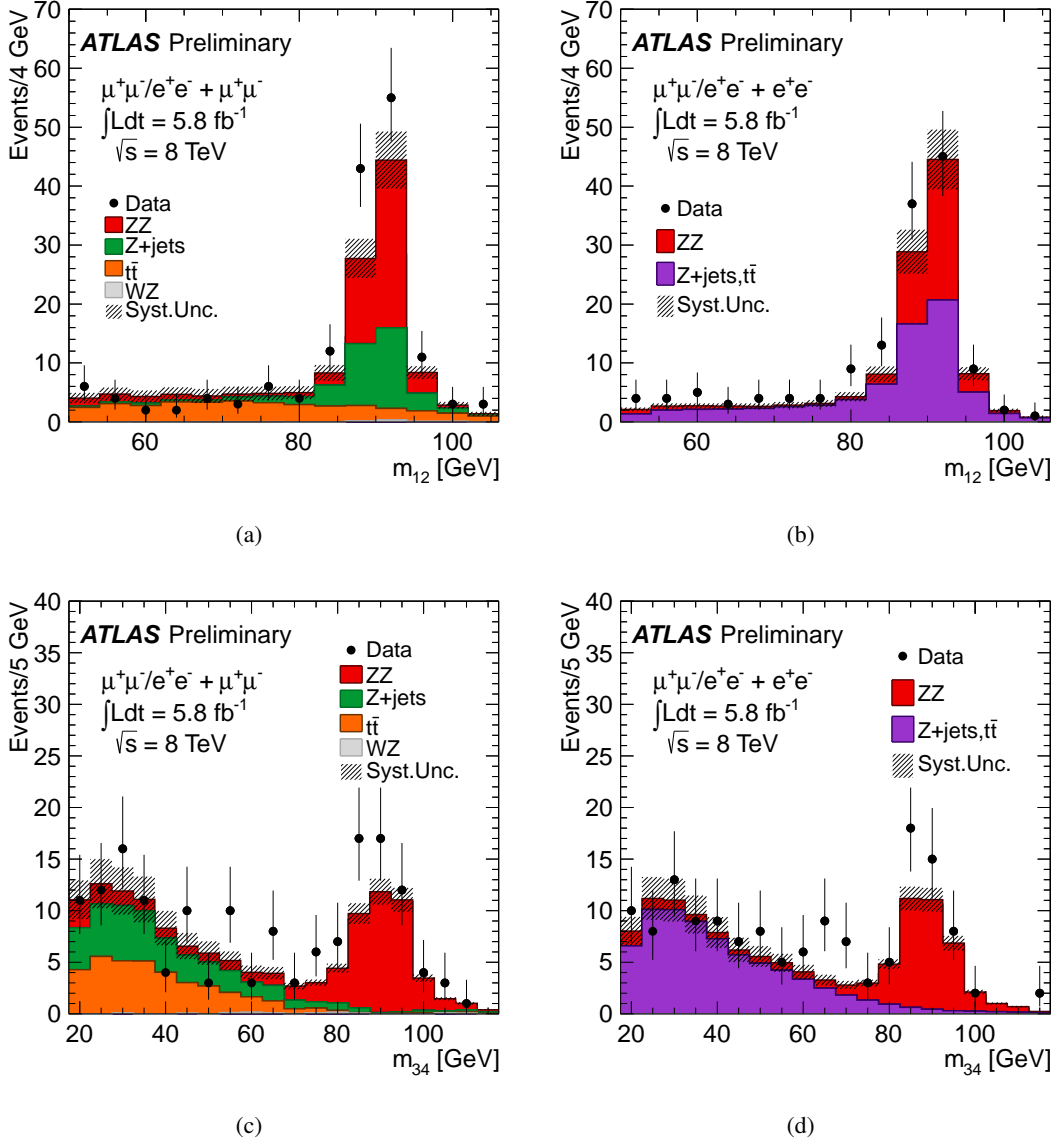 Events/4 GeV
70
60
50
40
30
20
10
0
ATLAS Preliminary
μ⁺μ⁻/e⁺e⁻ + μ⁺μ⁻
∫Ldt = 5.8 fb⁻¹
√s = 8 TeV
Data
ZZ
Z+jets
tt̄
WZ
Syst.Unc.
60 80 100
m₁₂ [GeV]
(a)
Events/4 GeV
70
60
50
40
30
20
10
0
ATLAS Preliminary
μ⁺μ⁻/e⁺e⁻ + e⁺e⁻
∫Ldt = 5.8 fb⁻¹
√s = 8 TeV
Data
ZZ
Z+jets,tt̄
Syst.Unc.
60 80 100
m₁₂ [GeV]
(b)
Events/5 GeV
40
35
30
25
20
15
10
5
0
ATLAS Preliminary
μ⁺μ⁻/e⁺e⁻ + μ⁺μ⁻
∫Ldt = 5.8 fb⁻¹
√s = 8 TeV
Data
ZZ
Z+jets
tt̄
WZ
Syst.Unc.
20 40 60 80 100
m₃₄ [GeV]
(c)
Events/5 GeV
40
35
30
25
20
15
10
5
0
ATLAS Preliminary
μ⁺μ⁻/e⁺e⁻ + e⁺e⁻
∫Ldt = 5.8 fb⁻¹
√s = 8 TeV
Data
ZZ
Z+jets,tt̄
Syst.Unc.
20 40 60 80 100
m₃₄ [GeV]
(d)